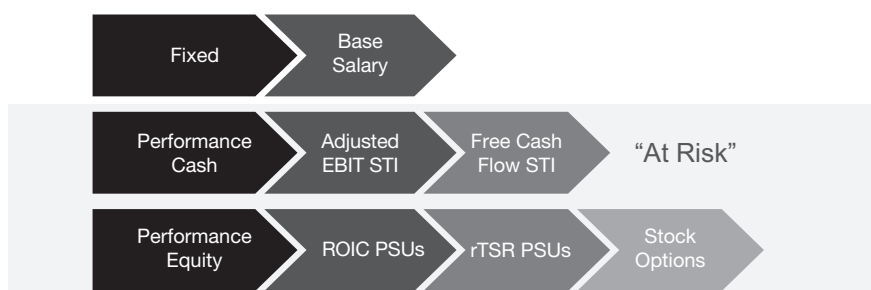 Fixed
Base
Salary
Performance
Cash
Adjusted
EBIT STI
Free Cash
Flow STI
“At Risk”
Performance
Equity
ROIC PSUs
rTSR PSUs
Stock
Options